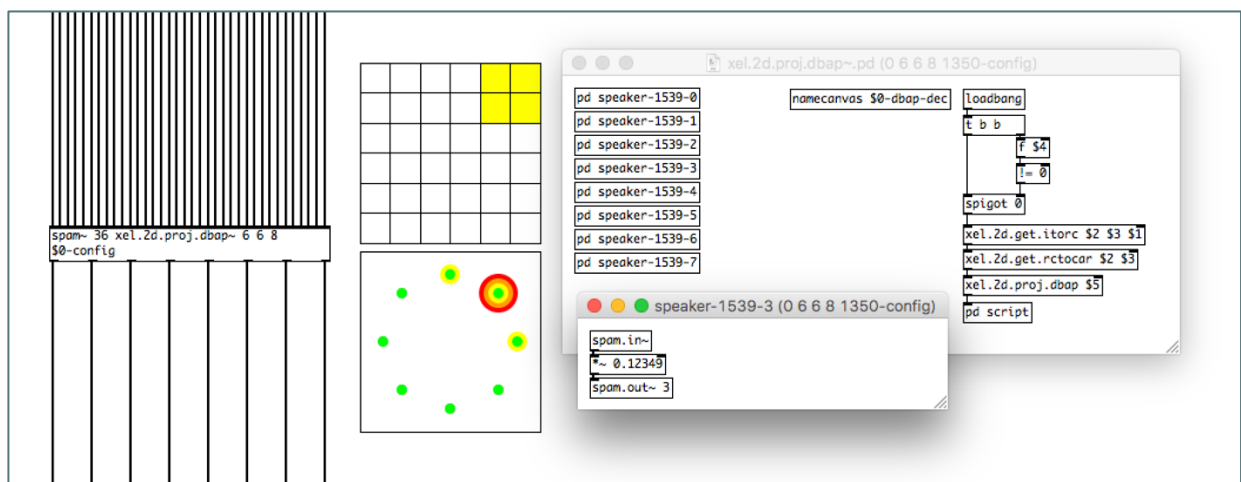 spam~ 36 xel.2d.proj.dbap~ 6 6 8
$0-config
xel.2d.proj.dbap~.pd (0 6 6 8 1350-config)
pd speaker-1539-0
pd speaker-1539-1
pd speaker-1539-2
pd speaker-1539-3
pd speaker-1539-4
pd speaker-1539-5
pd speaker-1539-6
pd speaker-1539-7
namecanvas $0-dbap-dec
loadbang
t b b
f $4
!= 0
spigot 0
xel.2d.get.itorc $2 $3 $1
xel.2d.get.rctocar $2 $3
xel.2d.proj.dbap $5
pd script
speaker-1539-3 (0 6 6 8 1350-config)
spam.in~
*~ 0.12349
spam.out~ 3